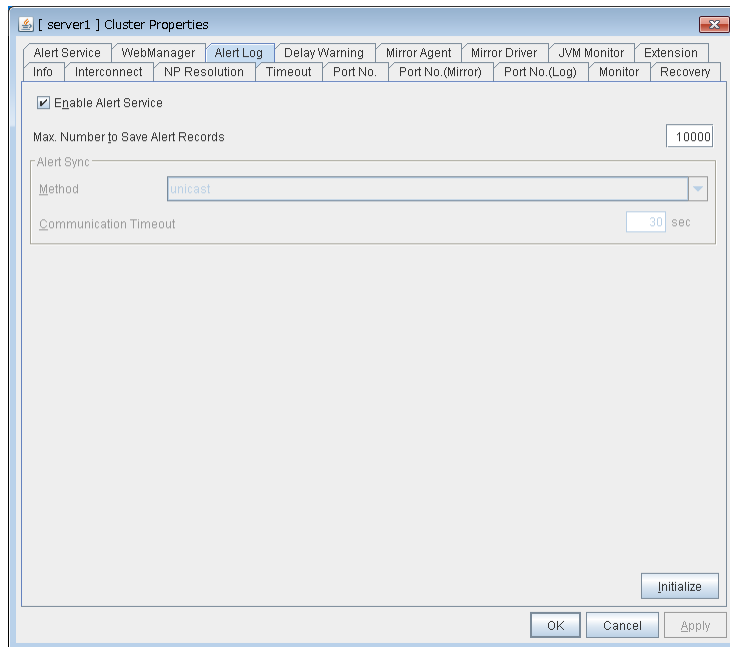 [ server1 ] Cluster Properties
Alert Service WebManager Alert Log Delay Warning Mirror Agent Mirror Driver JVM Monitor Extension
Info Interconnect NP Resolution Timeout Port No. Port No.(Mirror) Port No.(Log) Monitor Recovery
Enable Alert Service
Max. Number to Save Alert Records 10000
Alert Sync
Method unicast
Communication Timeout 30 sec
Initialize
OK Cancel Apply